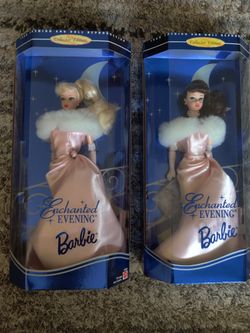 Collector Edition
Enchanted
EVENING
Barbie
Collector Edition
Enchanted
EVENING
Barbie